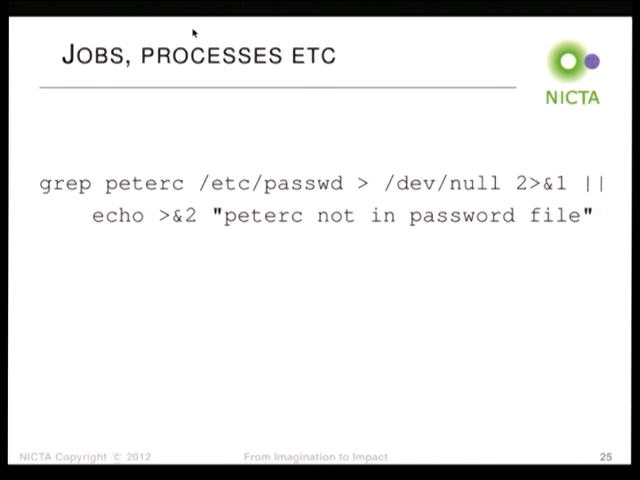 JOBS, PROCESSES ETC
NICTA
grep peterc /etc/passwd > /dev/null 2>&1 ||
echo >&2 "peterc not in password file"
NICTA Copyright © 2012
From Imagination to Impact
25